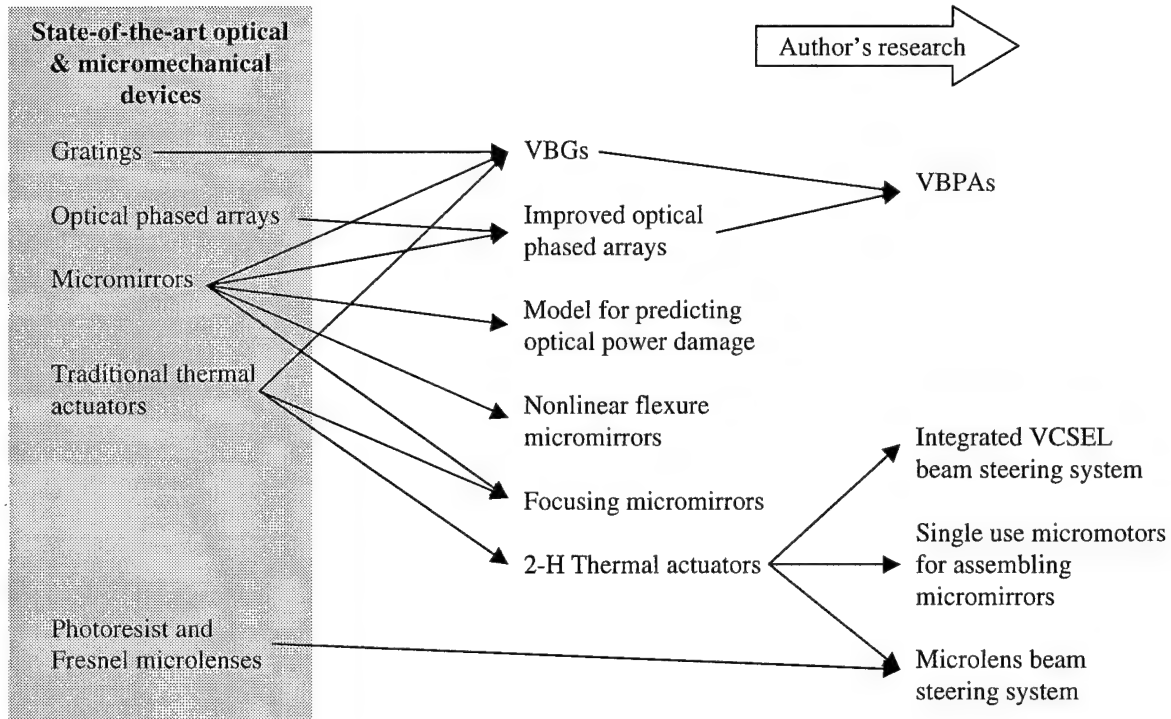 State-of-the-art optical
& micromechanical
devices
Author's research
Gratings
Optical phased arrays
Micromirrors
Traditional thermal
actuators
Photoresist and
Fresnel microlenses
VBGs
Improved optical
phased arrays
Model for predicting
optical power damage
Nonlinear flexure
micromirrors
Focusing micromirrors
2-H Thermal actuators
VBPAs
Integrated VCSEL
beam steering system
Single use micromotors
for assembling
micromirrors
Microlens beam
steering system